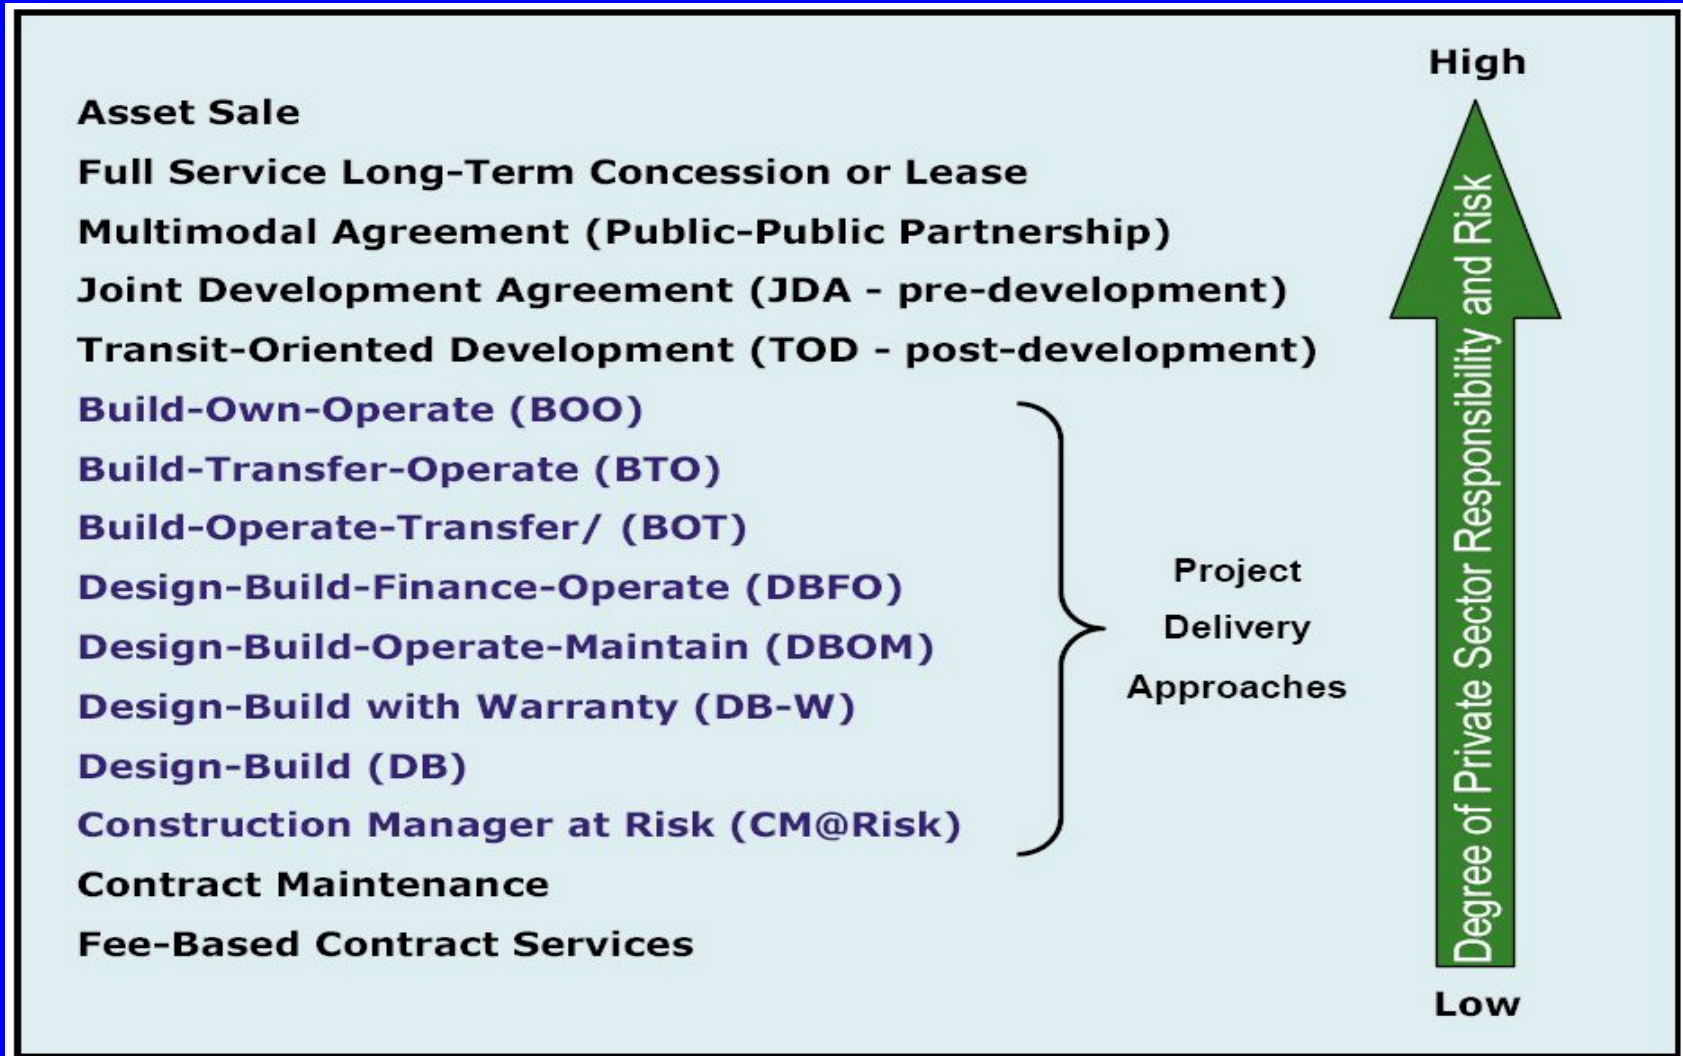 High
Asset Sale
Full Service Long-Term Concession or Lease
Multimodal Agreement (Public-Public Partnership)
Joint Development Agreement (JDA - pre-development)
Transit-Oriented Development (TOD - post-development)
Build-Own-Operate (BOO)
Build-Transfer-Operate (BTO)
Build-Operate-Transfer/ (BOT)
Design-Build-Finance-Operate (DBFO)
Design-Build-Operate-Maintain (DBOM)
Design-Build with Warranty (DB-W)
Design-Build (DB)
Construction Manager at Risk (CM@Risk)
Contract Maintenance
Fee-Based Contract Services
Project
Delivery
Approaches
Degree of Private Sector Responsibility and Risk
Low